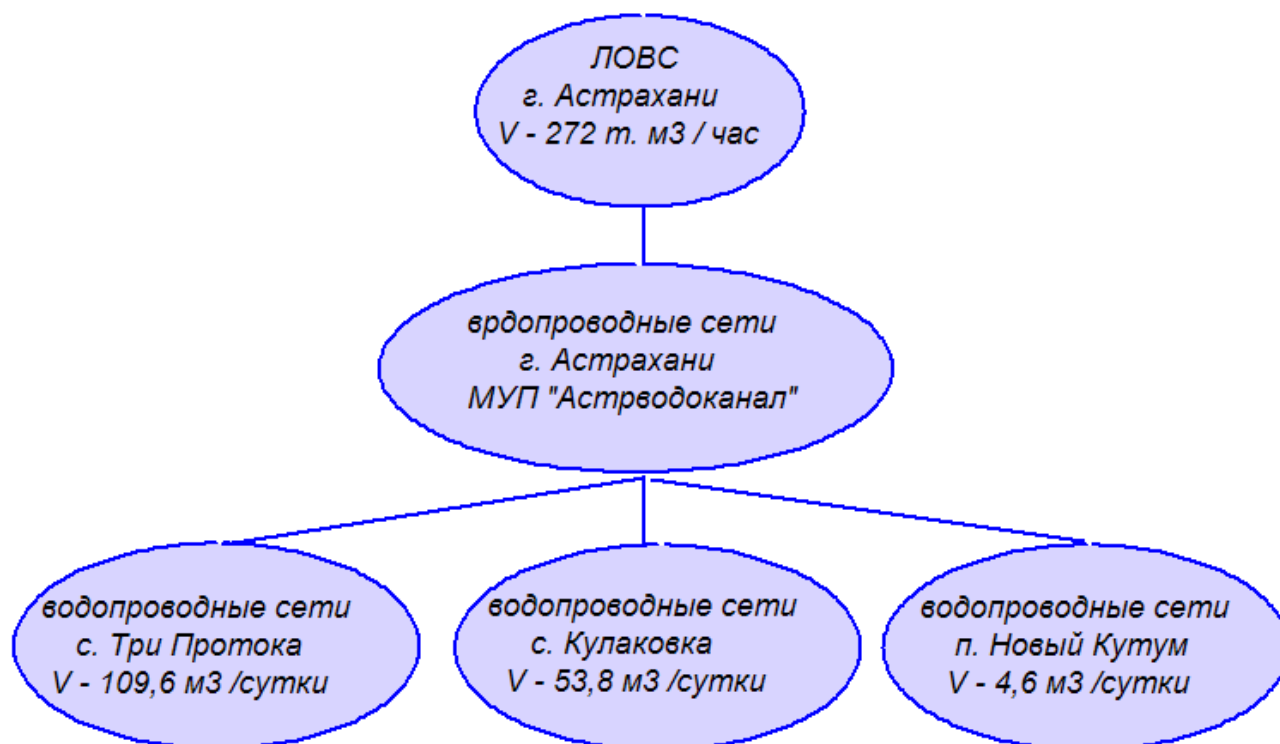 ЛОВС
г. Астрахани
V - 272 т. м3 / час
врдопроводные сети
г. Астрахани
МУП "Астрводоканал"
водопроводные сети
с. Три Протока
V - 109,6 м3 /сутки
водопроводные сети
с. Кулаковка
V - 53,8 м3 /сутки
водопроводные сети
п. Новый Кутум
V - 4,6 м3 /сутки